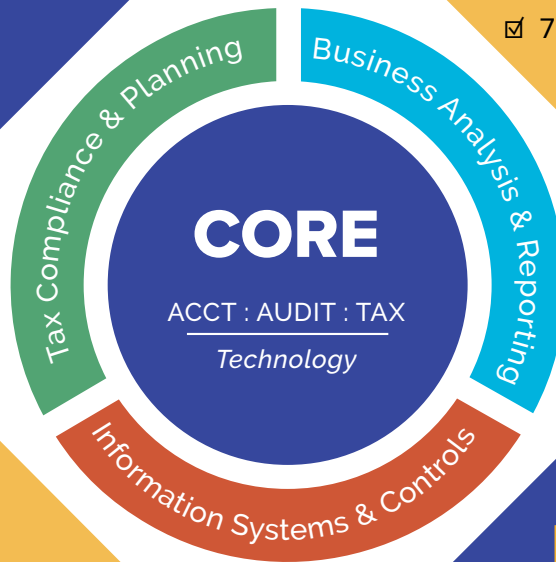 ☑ 7
Tax Compliance & Planning
Business Analysis & Reporting
CORE
ACCT : AUDIT : TAX
Technology
Information Systems & Controls